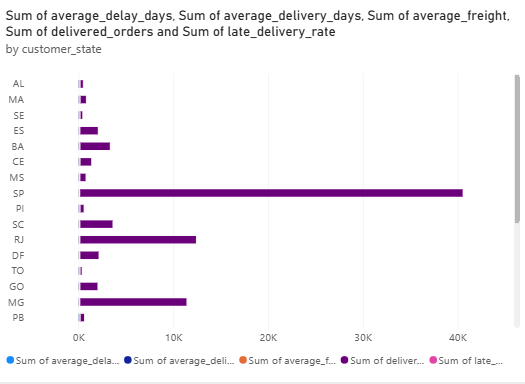 Sum of average_delay_days, Sum of average_delivery_days, Sum of average_freight,
Sum of delivered_orders and Sum of late_delivery_rate
by customer_state
AL
MA
SE
ES
BA
CE
MS
SP
PI
SC
RJ
DF
TO
GO
MG
PB
0K 10K 20K 30K 40K
Sum of average_dela... Sum of average_deli... Sum of average_f... Sum of deliver... Sum of late_...